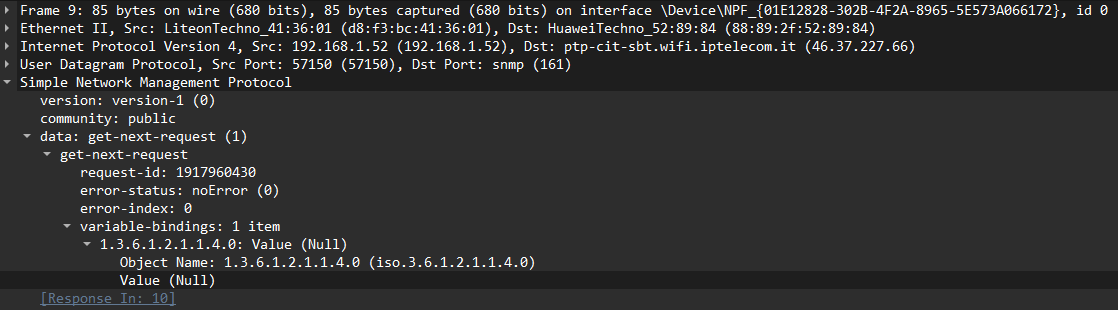 Frame 9: 85 bytes on wire (680 bits), 85 bytes captured (680 bits) on interface \Device\NPF_{01E12828-302B-4F2A-8965-5E573A066172}, id 0
Ethernet II, Src: LiteonTechno_41:36:01 (d8:f3:bc:41:36:01), Dst: HuaweiTechno_52:89:84 (88:89:2f:52:89:84)
Internet Protocol Version 4, Src: 192.168.1.52 (192.168.1.52), Dst: ptp-cit-sbt.wifi.iptelecom.it (46.37.227.66)
User Datagram Protocol, Src Port: 57150 (57150), Dst Port: snmp (161)
Simple Network Management Protocol
version: version-1 (0)
community: public
data: get-next-request (1)
get-next-request
request-id: 1917960430
error-status: noError (0)
error-index: 0
variable-bindings: 1 item
1.3.6.1.2.1.1.4.0: Value (Null)
Object Name: 1.3.6.1.2.1.1.4.0 (iso.3.6.1.2.1.1.4.0)
Value (Null)
[Response In: 10]